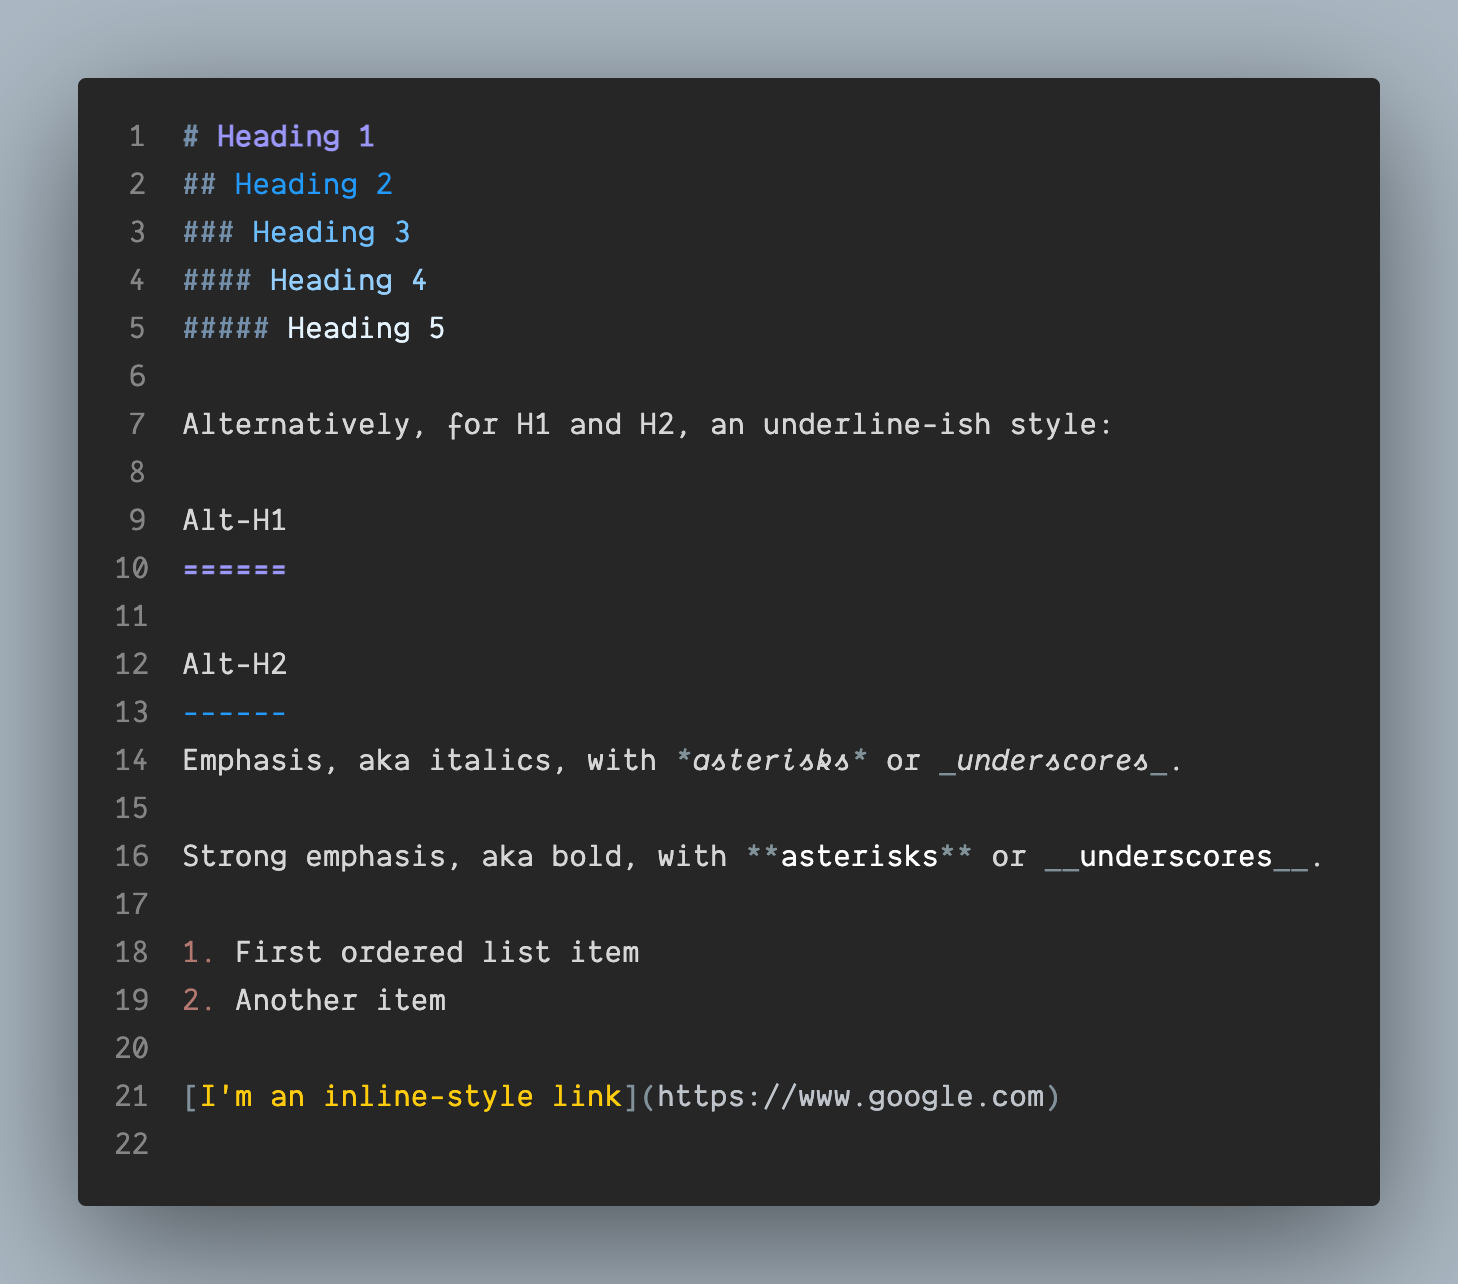 1 # Heading 1
2 ## Heading 2
3 ### Heading 3
4 #### Heading 4
5 ##### Heading 5
6
7 Alternatively, for H1 and H2, an underline-ish style:
8
9 Alt-H1
10 ======
11
12 Alt-H2
13 ------
14 Emphasis, aka italics, with *asterisks* or _underscores_.
15
16 Strong emphasis, aka bold, with **asterisks** or __underscores__.
17
18 1. First ordered list item
19 2. Another item
20
21 [I'm an inline-style link](https://www.google.com)
22